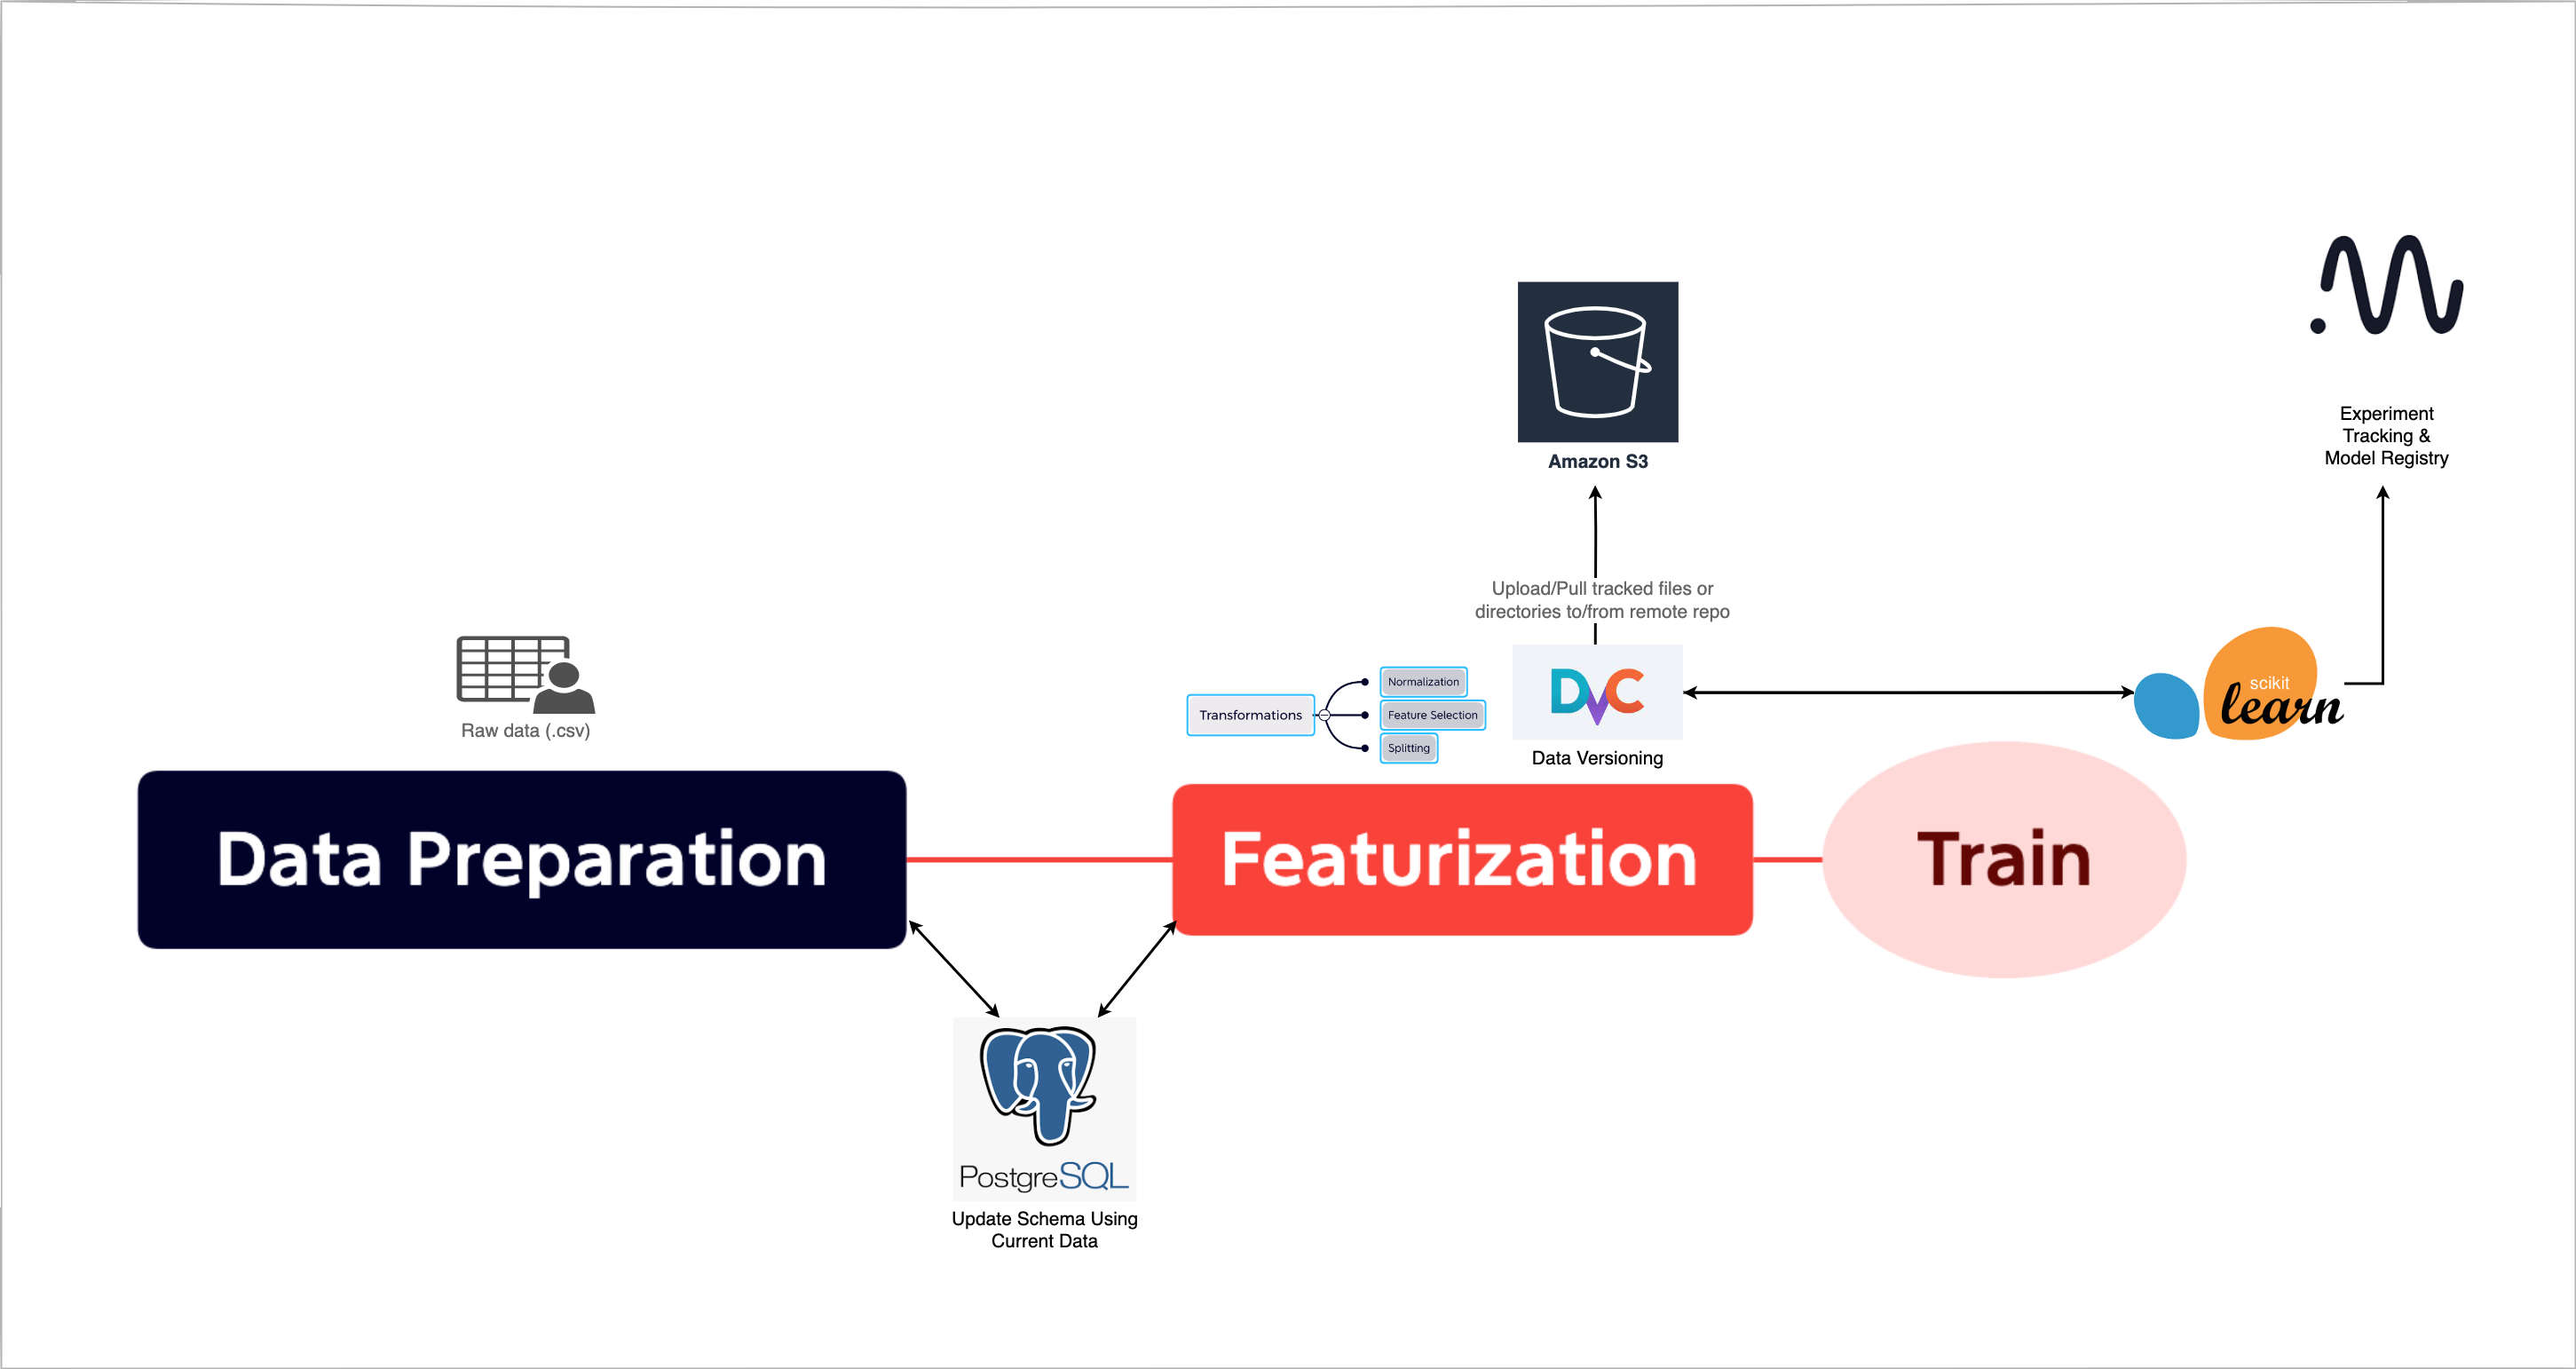 Amazon S3
Experiment
Tracking &
Model Registry
Upload/Pull tracked files or
directories to/from remote repo
Raw data (.csv)
Transformations
Normalization
Feature Selection
Splitting
DVC
Data Versioning
scikit
learn
Data Preparation
Featurization
Train
PostgreSQL
Update Schema Using
Current Data